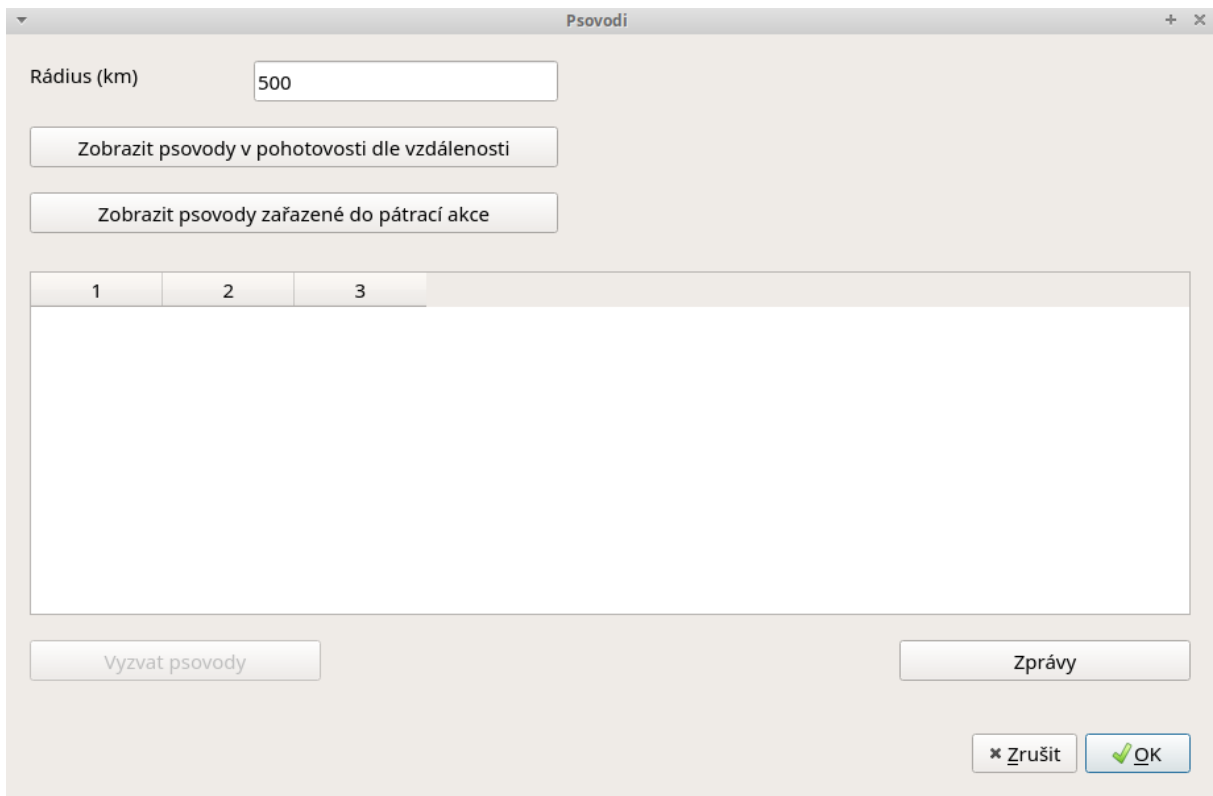 Psovodi
Rádius (km) 500
Zobrazit psovody v pohotovosti dle vzdálenosti
Zobrazit psovody zařazené do pátrací akce
1 2 3
Vyzvat psovody Zprávy
Zrušit OK